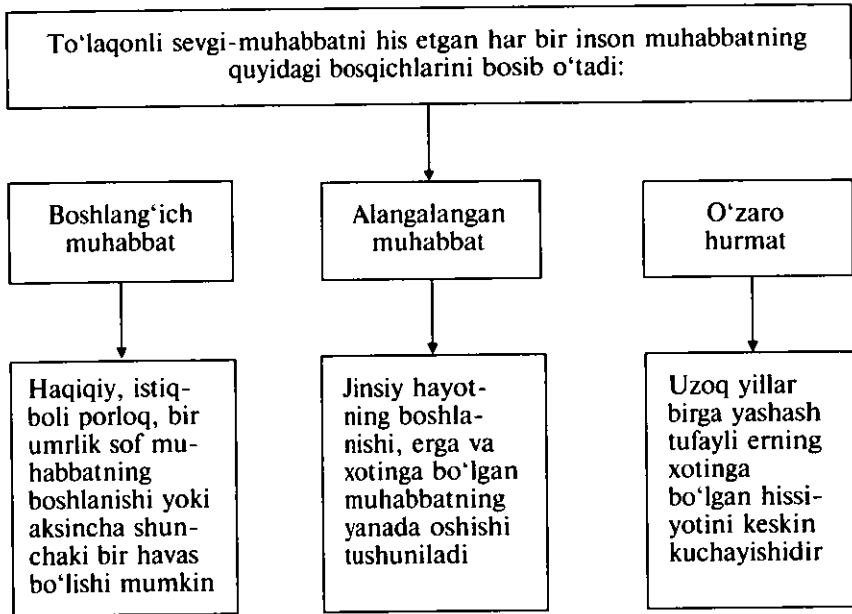 To‘laqonli sevgi-muhabbatni his etgan har bir inson muhabbatning
quyidagi bosqichlarini bosib o‘tadi:
Boshlang‘ich
muhabbat
Alangalangan
muhabbat
O‘zaro
hurmat
Haqiqiy, istiq-
boli porloq, bir
umrlik sof mu-
habbatning
boshlanishi yoki
aksincha shun-
chaki bir havas
bo‘lishi mumkin
Jinsiy hayot-
ning boshla-
nishi, erga va
xotinga bo‘lgan
muhabbatning
yanada oshishi
tushuniladi
Uzoq yillar
birga yashash
tufayli erning
xotinga
bo‘lgan hissi-
yotini keskin
kuchayishidir